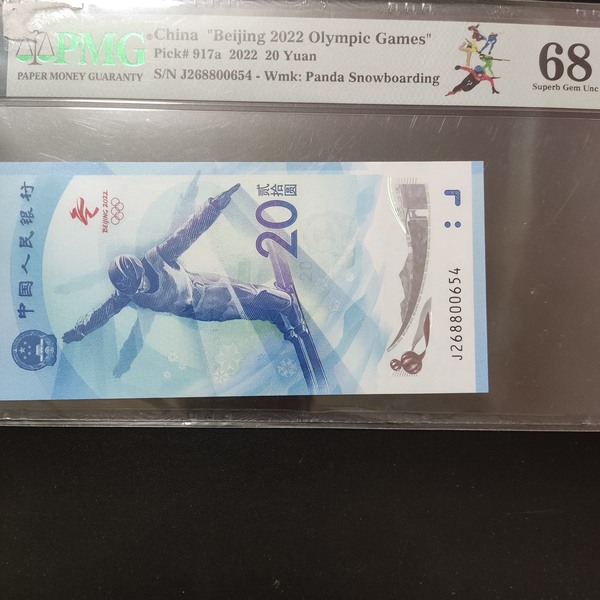 PMG
PAPER MONEY GUARANTY
China "Beijing 2022 Olympic Games"
Pick# 917a 2022 20 Yuan
S/N J268800654 - Wmk: Panda Snowboarding
68
Superb Gem Unc
中国人民银行
BEIJING 2022
贰拾圆
20
J268800654